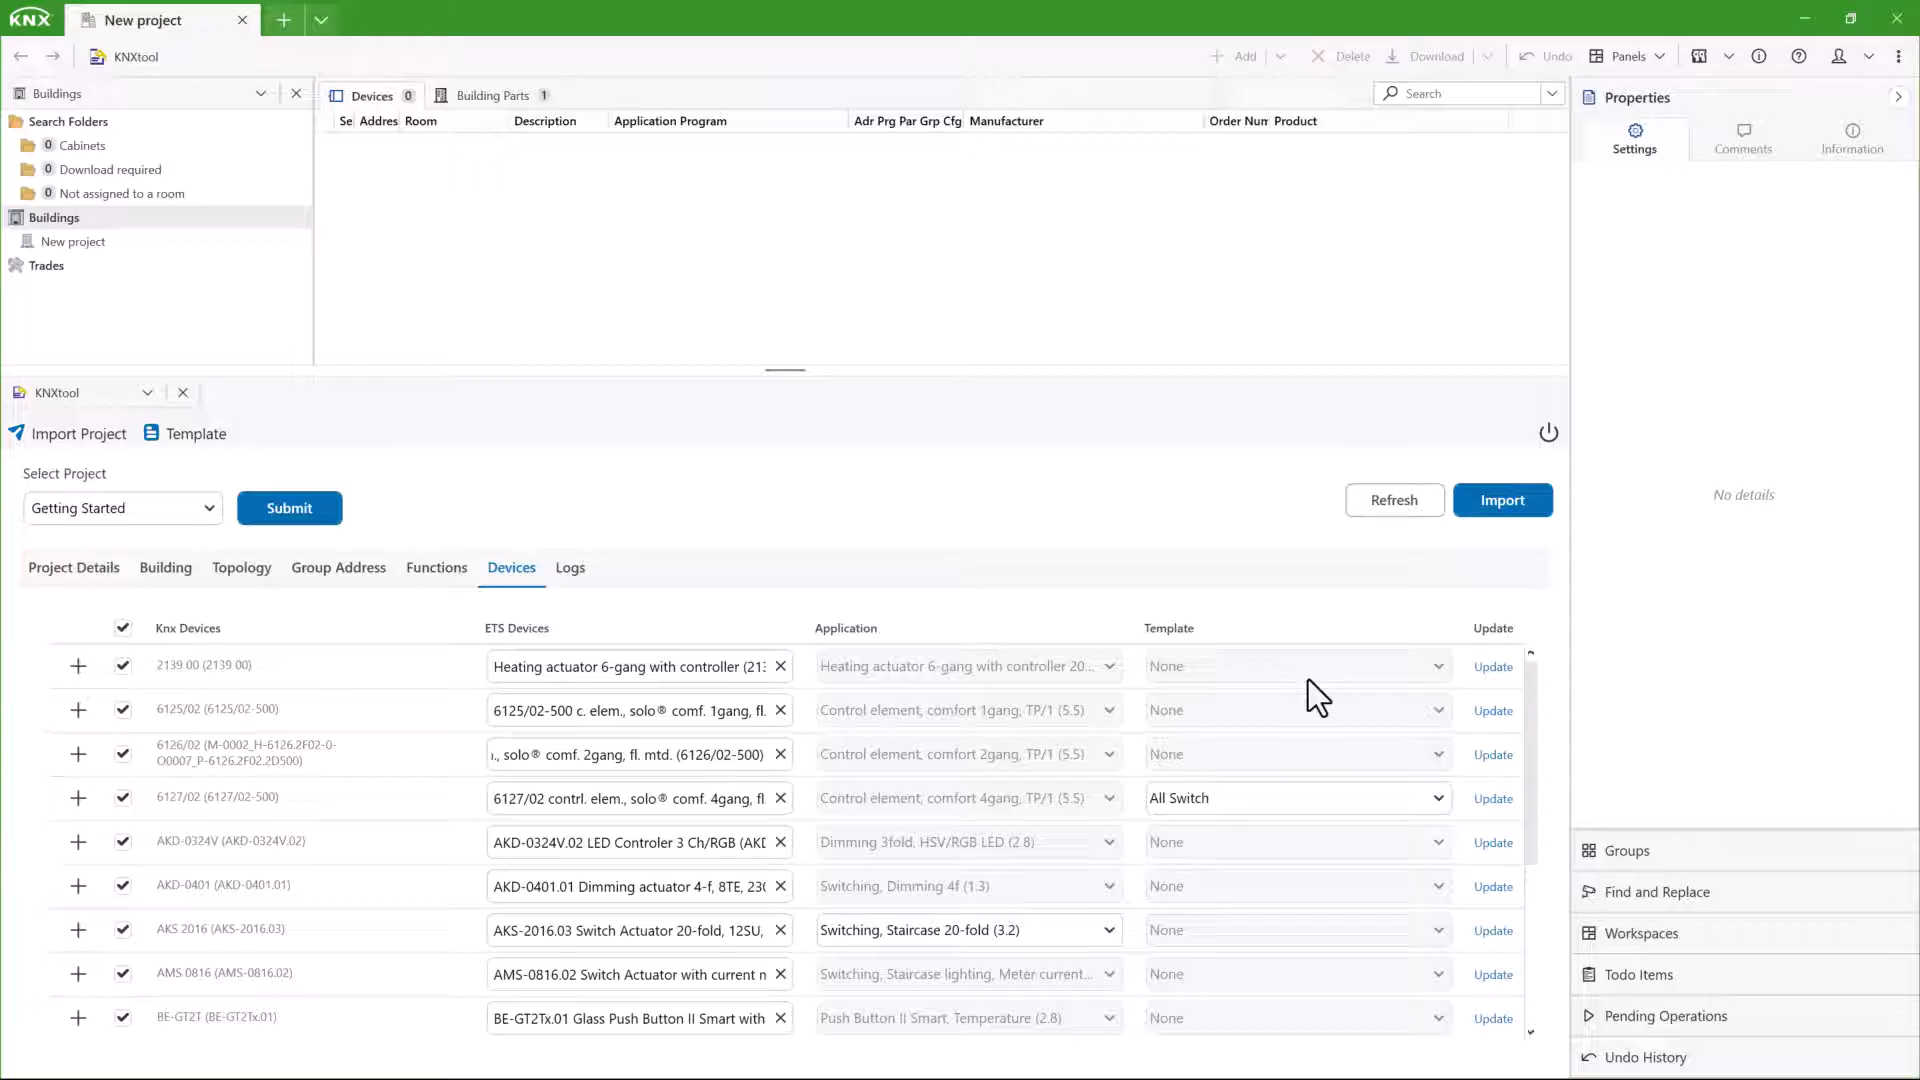 KNX New project
KNXtool Add Delete Download Undo Panels
Buildings
Search Folders
0 Cabinets
0 Download required
0 Not assigned to a room
Buildings
New project
Trades
Devices 0 Building Parts 1 Search
Se Addres Room Description Application Program Adr Prg Par Grp Cfg Manufacturer Order Num Product
Properties
Settings Comments Information
No details
Groups
Find and Replace
Workspaces
Todo Items
Pending Operations
Undo History
KNXtool
Import Project Template
Select Project
Getting Started Submit Refresh Import
Project Details Building Topology Group Address Functions Devices Logs
Knx Devices ETS Devices Application Template Update
2139 00 (2139 00) Heating actuator 6-gang with controller (213 Heating actuator 6-gang with controller 20... None Update
6125/02 (6125/02-500) 6125/02-500 c. elem., solo® comf. 1gang, fl. Control element, comfort 1gang, TP/1 (5.5) None Update
6126/02 (M-0002_H-6126.2F02-0-
O0007_P-6126.2F02.2D500) ., solo® comf. 2gang, fl. mtd. (6126/02-500) Control element, comfort 2gang, TP/1 (5.5) None Update
6127/02 (6127/02-500) 6127/02 contrl. elem., solo® comf. 4gang, fl. Control element, comfort 4gang, TP/1 (5.5) All Switch Update
AKD-0324V (AKD-0324V.02) AKD-0324V.02 LED Controler 3 Ch/RGB (AKD Dimming 3fold, HSV/RGB LED (2.8) None Update
AKD-0401 (AKD-0401.01) AKD-0401.01 Dimming actuator 4-f, 8TE, 230 Switching, Dimming 4f (1.3) None Update
AKS 2016 (AKS-2016.03) AKS-2016.03 Switch Actuator 20-fold, 12SU, Switching, Staircase 20-fold (3.2) None Update
AMS 0816 (AMS-0816.02) AMS-0816.02 Switch Actuator with current m Switching, Staircase lighting, Meter current... None Update
BE-GT2T (BE-GT2Tx.01) BE-GT2Tx.01 Glass Push Button II Smart with Push Button II Smart, Temperature (2.8) None Update